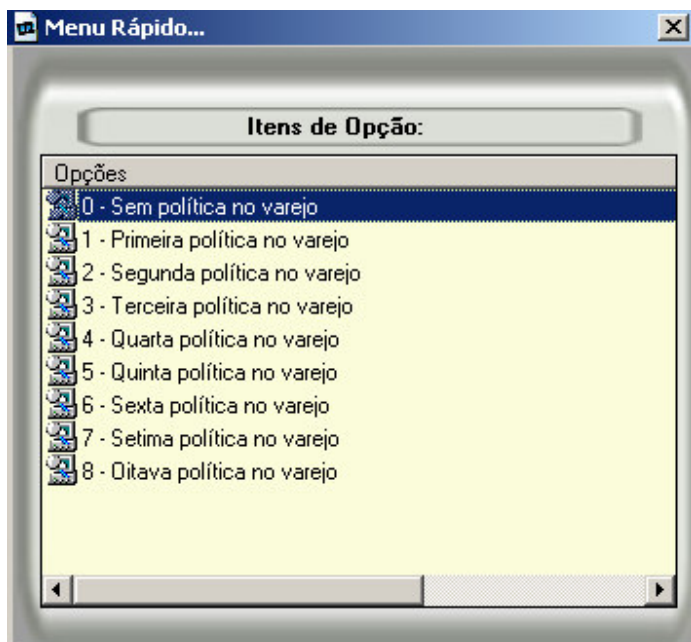 Menu Rápido...
Itens de Opção:
Opções
0 - Sem política no varejo
1 - Primeira política no varejo
2 - Segunda política no varejo
3 - Terceira política no varejo
4 - Quarta política no varejo
5 - Quinta política no varejo
6 - Sexta política no varejo
7 - Setima política no varejo
8 - Oitava política no varejo